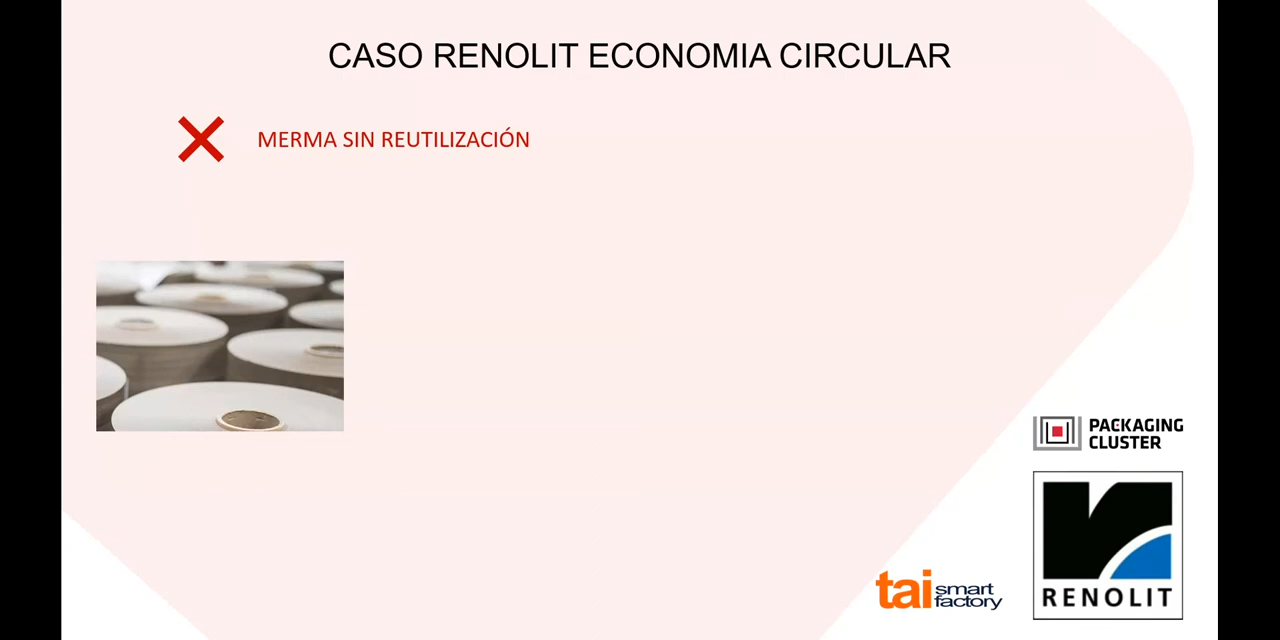 CASO RENOLIT ECONOMIA CIRCULAR
MERMA SIN REUTILIZACIÓN
PACKAGING
CLUSTER
tai smart
factory
RENOLIT